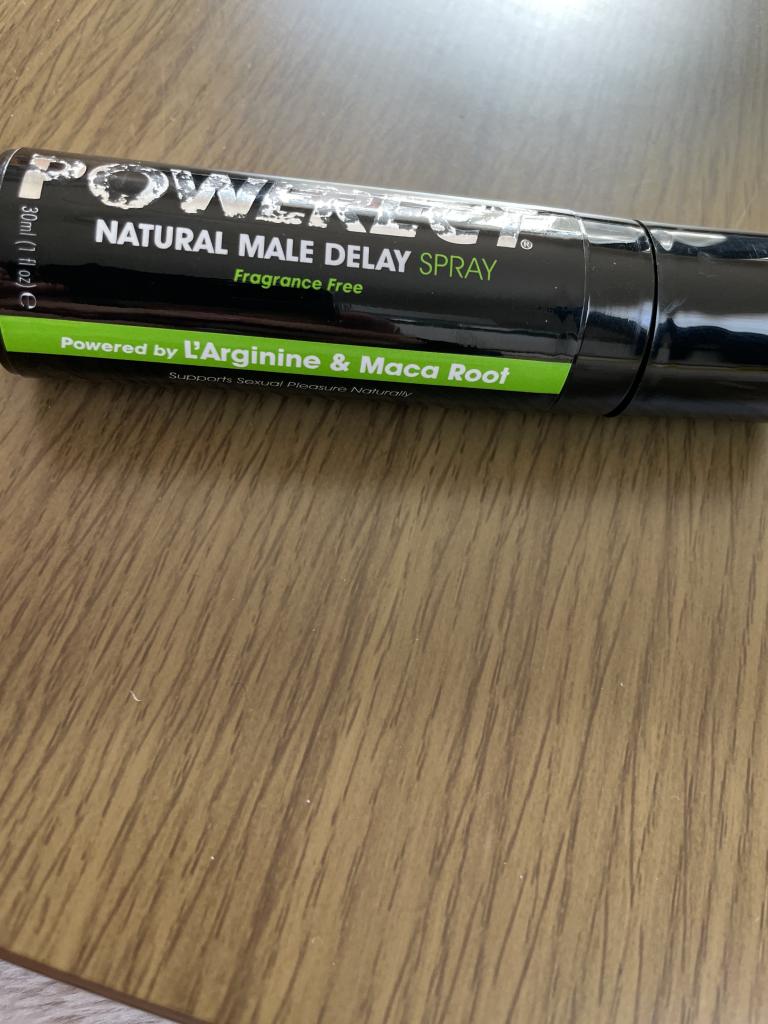 POWERECT®
NATURAL MALE DELAY SPRAY
Fragrance Free
30ml (1 fl oz) ℮
Powered by L'Arginine & Maca Root
Supports Sexual Pleasure Naturally